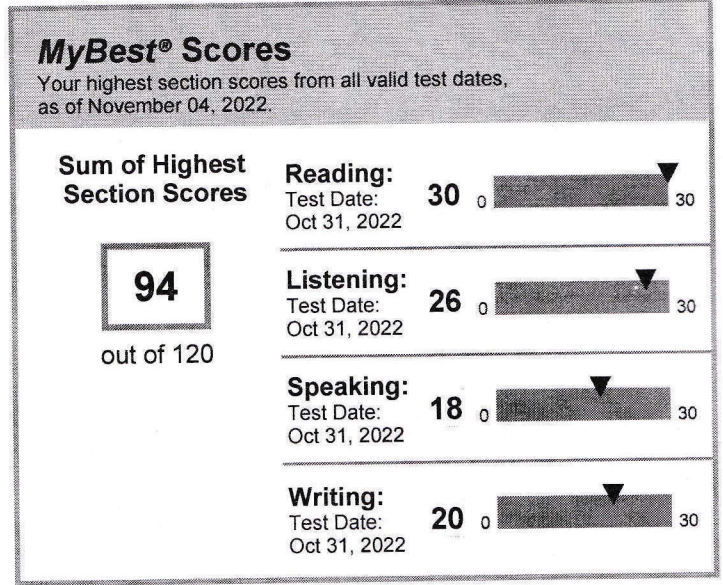 MyBest® Scores
Your highest section scores from all valid test dates,
as of November 04, 2022.
Sum of Highest
Section Scores
94
out of 120
Reading:
Test Date:
Oct 31, 2022
30
0
30
Listening:
Test Date:
Oct 31, 2022
26
0
30
Speaking:
Test Date:
Oct 31, 2022
18
0
30
Writing:
Test Date:
Oct 31, 2022
20
0
30